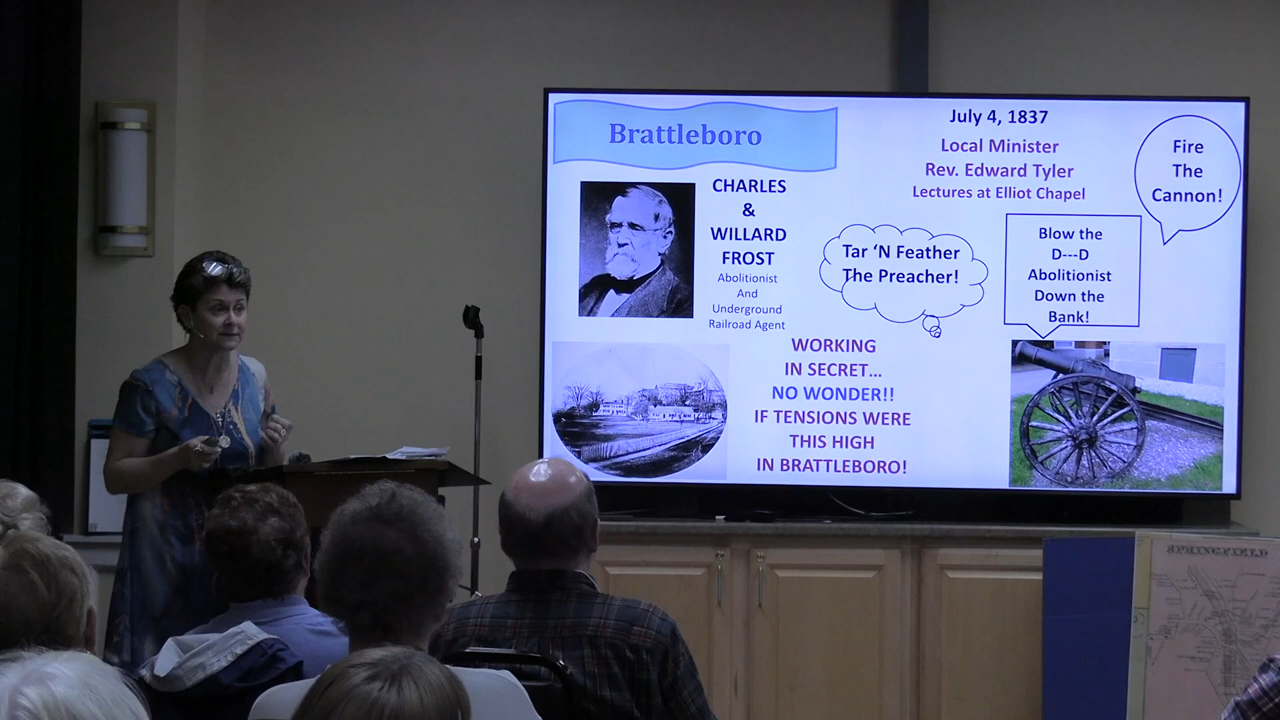 Brattleboro
CHARLES
&
WILLARD
FROST
Abolitionist
And
Underground
Railroad Agent
July 4, 1837
Local Minister
Rev. Edward Tyler
Lectures at Elliot Chapel
Fire
The
Cannon!
Tar ‘N Feather
The Preacher!
Blow the
D---D
Abolitionist
Down the
Bank!
WORKING
IN SECRET...
NO WONDER!!
IF TENSIONS WERE
THIS HIGH
IN BRATTLEBORO!
SPRINGFIELD